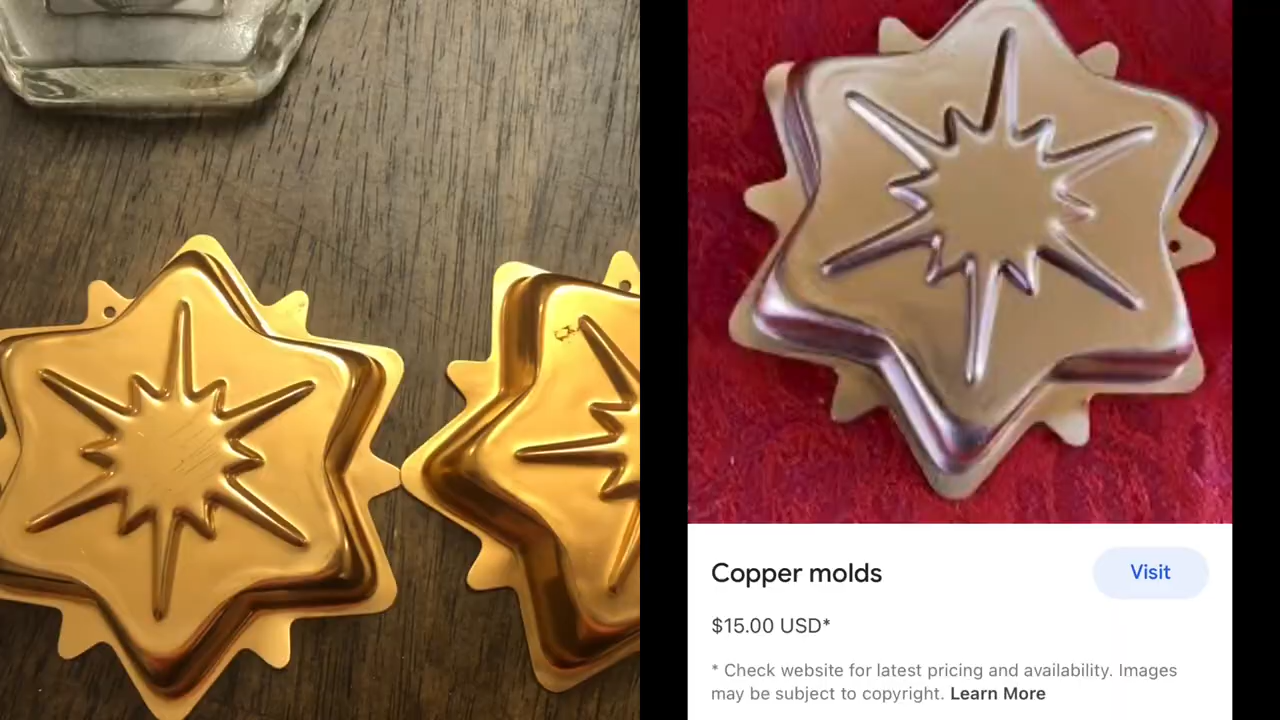 Copper molds
Visit
$15.00 USD*
* Check website for latest pricing and availability. Images
may be subject to copyright. Learn More